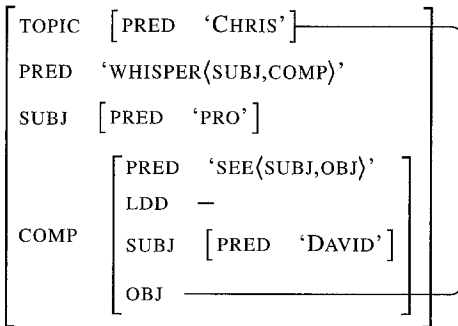 TOPIC [PRED ‘CHRIS’]
PRED ‘WHISPER⟨SUBJ,COMP⟩’
SUBJ [PRED ‘PRO’]
PRED ‘SEE⟨SUBJ,OBJ⟩’
LDD –
COMP SUBJ [PRED ‘DAVID’]
OBJ